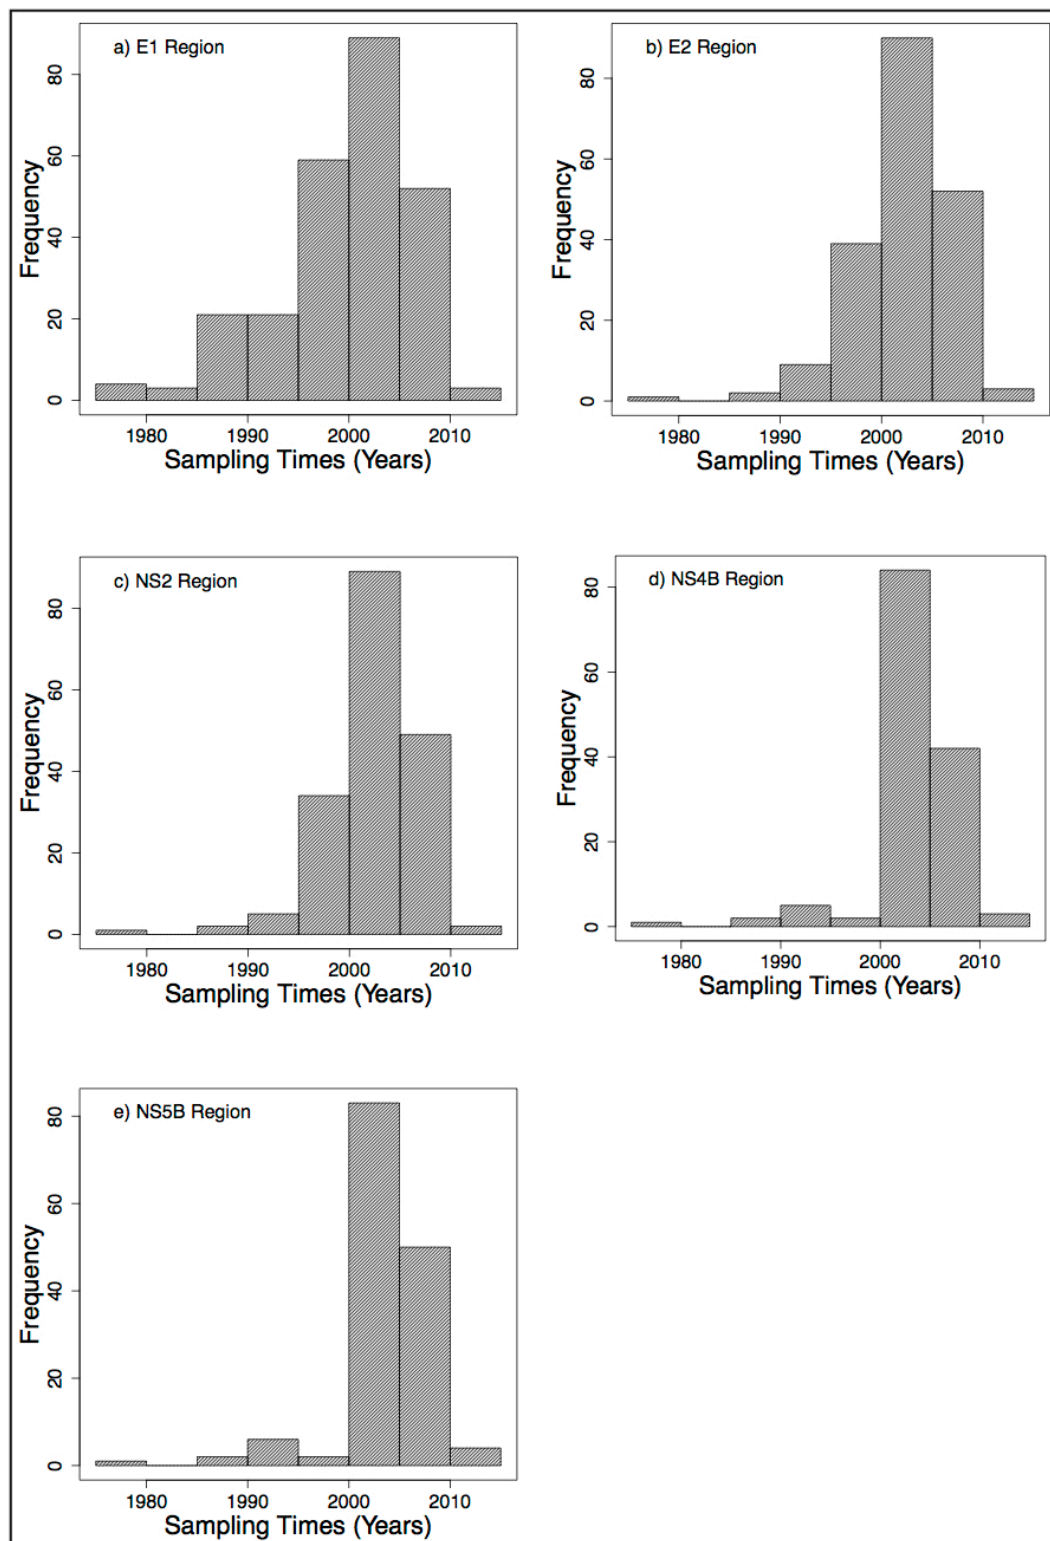 a) E1 Region
Frequency
0 20 40 60 80
1980 1990 2000 2010
Sampling Times (Years)
b) E2 Region
Frequency
0 20 40 60 80
1980 1990 2000 2010
Sampling Times (Years)
c) NS2 Region
Frequency
0 20 40 60 80
1980 1990 2000 2010
Sampling Times (Years)
d) NS4B Region
Frequency
0 20 40 60 80
1980 1990 2000 2010
Sampling Times (Years)
e) NS5B Region
Frequency
0 20 40 60 80
1980 1990 2000 2010
Sampling Times (Years)